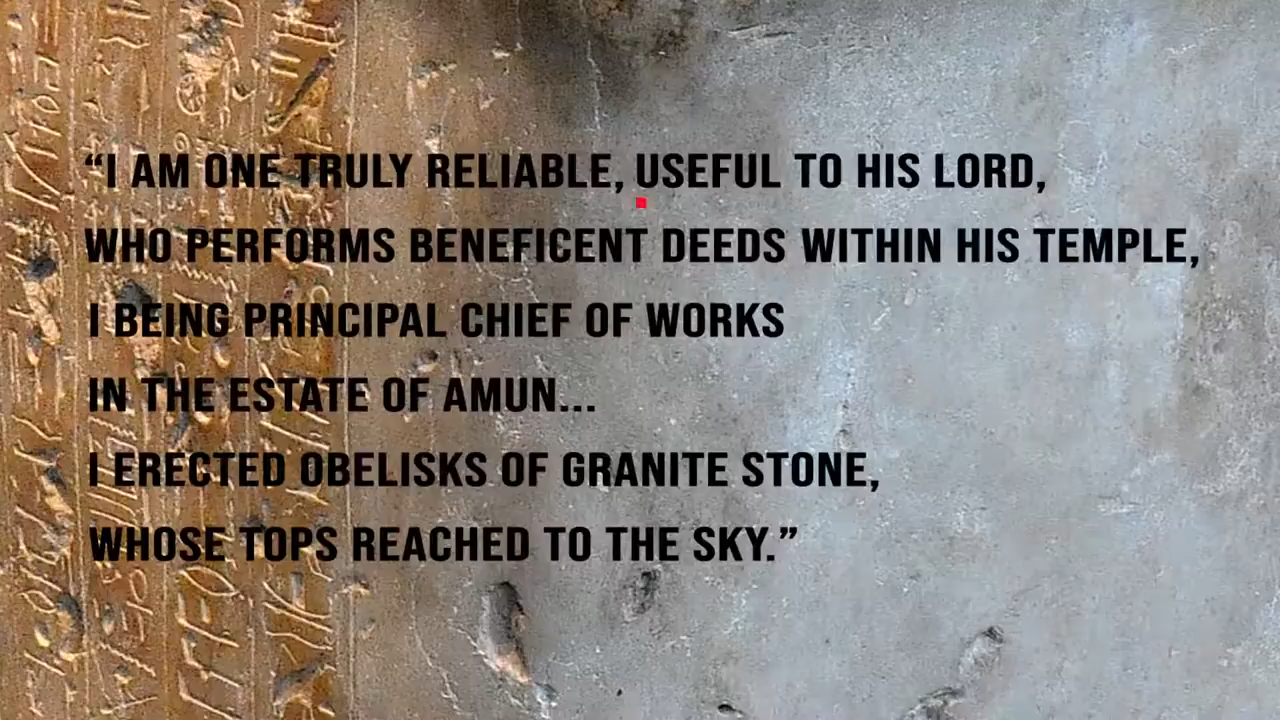 “I AM ONE TRULY RELIABLE, USEFUL TO HIS LORD,
WHO PERFORMS BENEFICENT DEEDS WITHIN HIS TEMPLE,
I BEING PRINCIPAL CHIEF OF WORKS
IN THE ESTATE OF AMUN...
I ERECTED OBELISKS OF GRANITE STONE,
WHOSE TOPS REACHED TO THE SKY.”